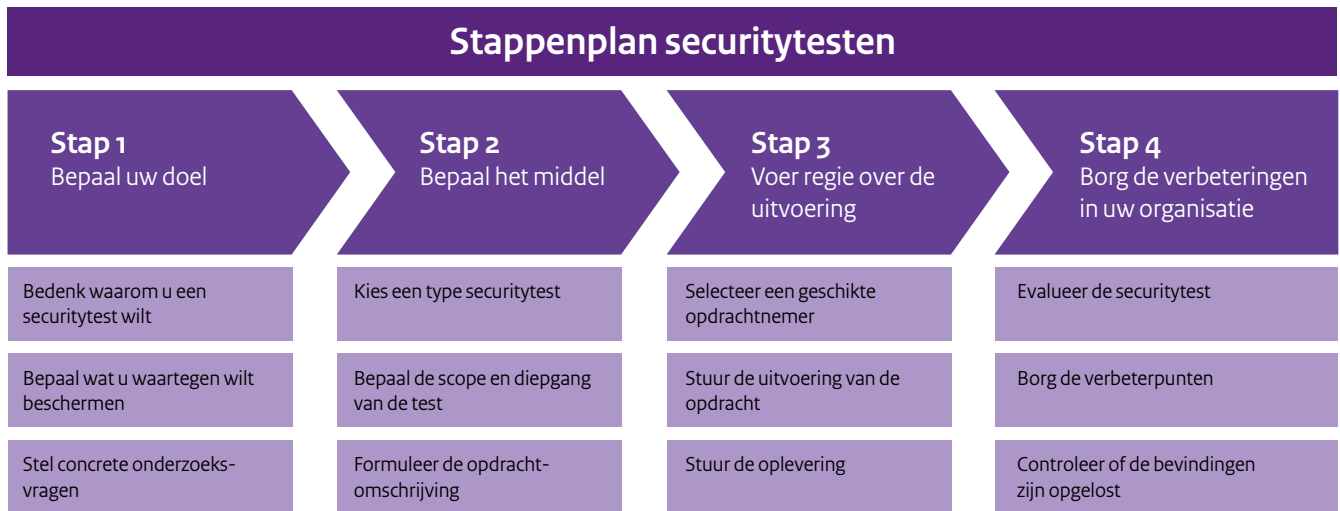 Stappenplan securitytesten
Stap 1
Bepaal uw doel
Bedenk waarom u een
securitytest wilt
Bepaal wat u waartegen wilt
beschermen
Stel concrete onderzoeks-
vragen
Stap 2
Bepaal het middel
Kies een type securitytest
Bepaal de scope en diepgang
van de test
Formuleer de opdracht-
omschrijving
Stap 3
Voer regie over de
uitvoering
Selecteer een geschikte
opdrachtnemer
Stuur de uitvoering van de
opdracht
Stuur de oplevering
Stap 4
Borg de verbeteringen
in uw organisatie
Evalueer de securitytest
Borg de verbeterpunten
Controleer of de bevindingen
zijn opgelost